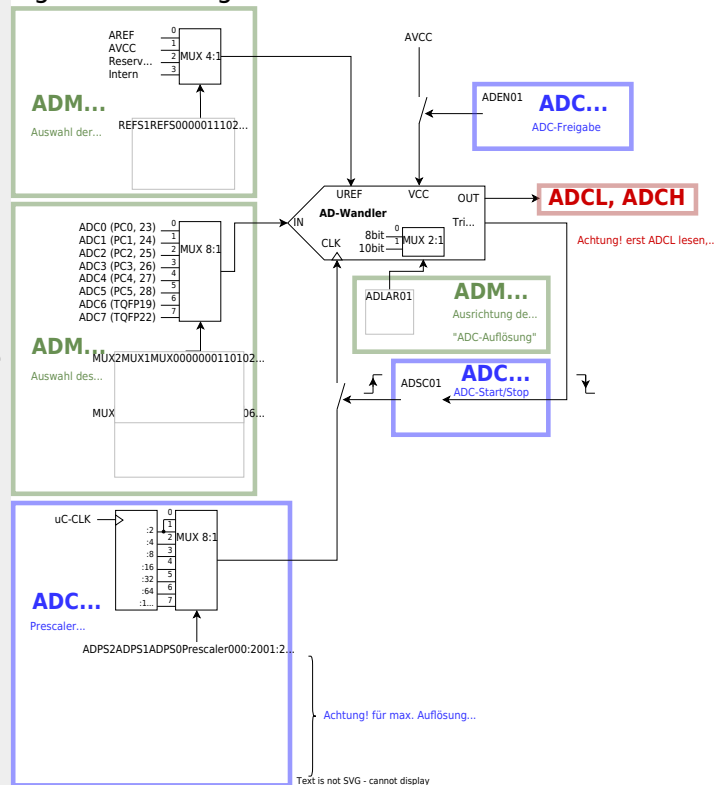 AREF
AVCC
Reserv...
Intern
0
1
2
3
MUX 4:1
ADM...
Auswahl der...
REFS1REFS0000011102...
AVCC
ADEN01
ADC...
ADC-Freigabe
UREF
VCC
OUT
AD-Wandler
IN
Tri...
CLK
8bit
10bit
0
1
MUX 2:1
ADCL, ADCH
Achtung! erst ADCL lesen,..
ADC0 (PC0, 23)
ADC1 (PC1, 24)
ADC2 (PC2, 25)
ADC3 (PC3, 26)
ADC4 (PC4, 27)
ADC5 (PC5, 28)
ADC6 (TQFP19)
ADC7 (TQFP22)
0
1
2
3
4
5
6
7
MUX 8:1
ADM...
Auswahl des...
MUX2MUX1MUX0000000110102...
MUX
06...
ADLAR01
ADM...
Ausrichtung de...
"ADC-Auflösung"
ADSC01
ADC...
ADC-Start/Stop
uC-CLK
:2
:4
:8
:16
:32
:64
:1...
0
1
2
3
4
5
6
7
MUX 8:1
ADC...
Prescaler...
ADPS2ADPS1ADPS0Prescaler000:2001:2...
Achtung! für max. Auflösung...
Text is not SVG - cannot display